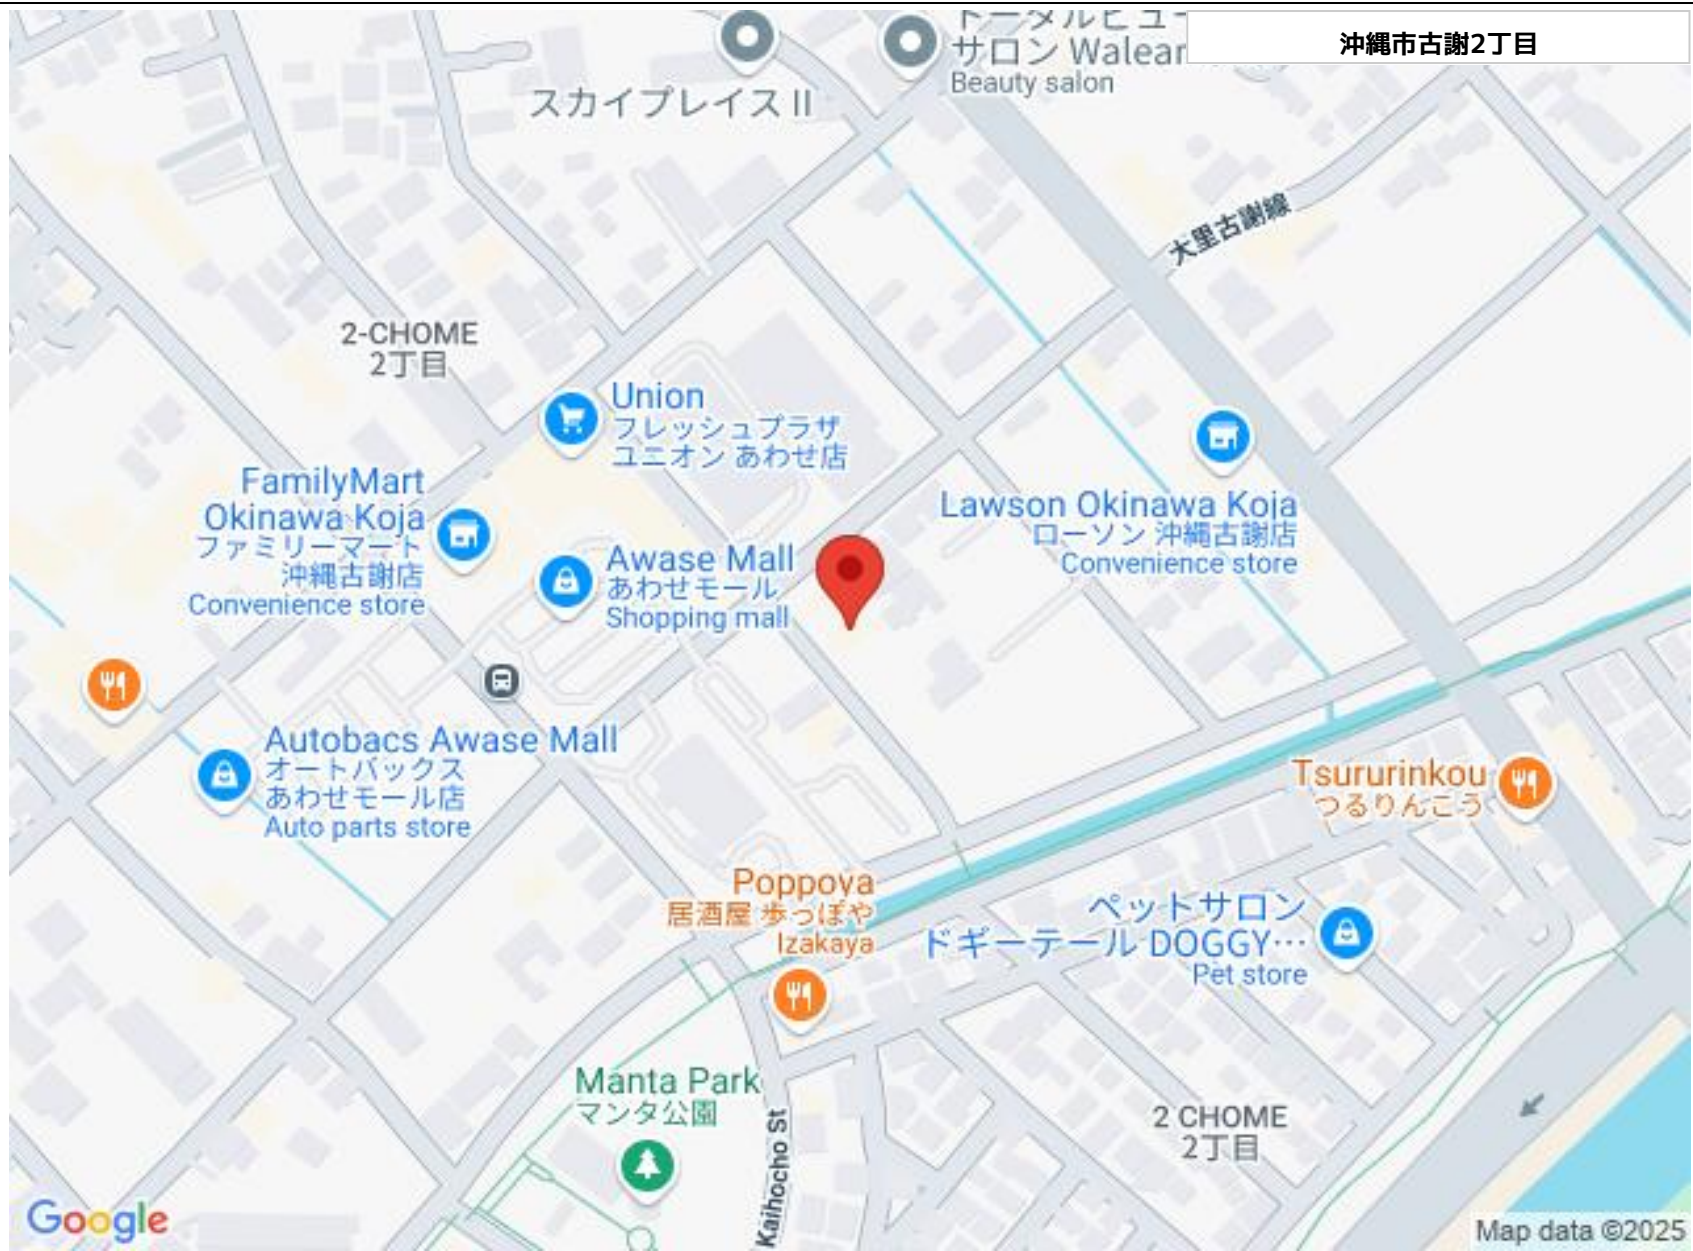 トータルビュー
サロン Walear
Beauty salon
沖縄市古謝2丁目
スカイプレイス II
大里古謝線
2-CHOME
2丁目
Union
フレッシュプラザ
ユニオン あわせ店
FamilyMart
Okinawa Koja
ファミリーマート
沖縄古謝店
Convenience store
Lawson Okinawa Koja
ローソン 沖縄古謝店
Convenience store
Awase Mall
あわせモール
Shopping mall
Autobacs Awase Mall
オートバックス
あわせモール店
Auto parts store
Tsururinkou
つるりんこう
Poppoya
居酒屋 歩っぽや
Izakaya
ペットサロン
ドギーテール DOGGY…
Pet store
Manta Park
マンタ公園
Kaihocho St
2 CHOME
2丁目
Google
Map data ©2025